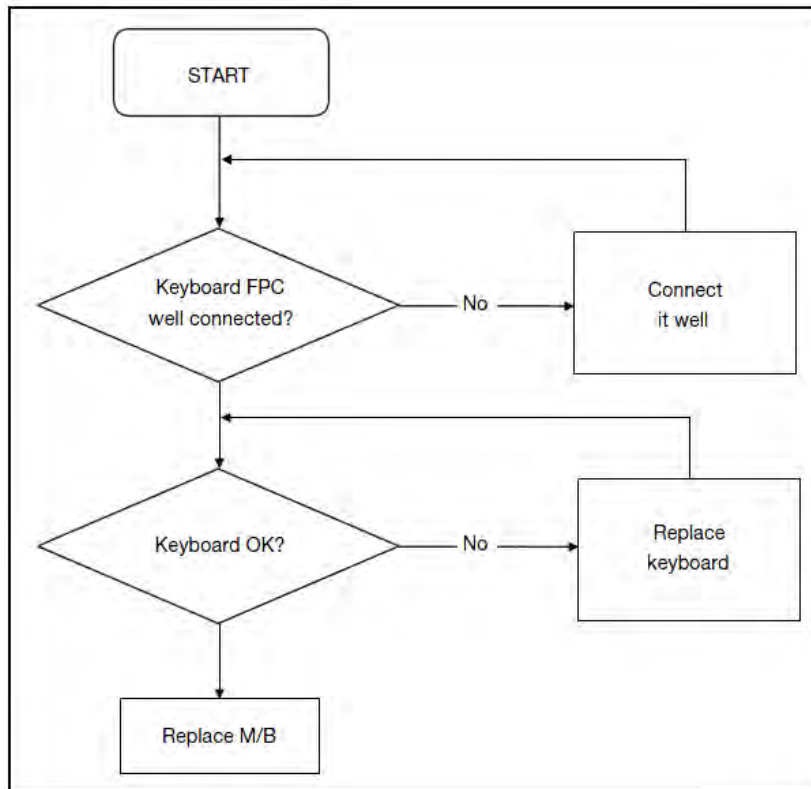 START
Keyboard FPC
well connected?
No
Connect
it well
Keyboard OK?
No
Replace
keyboard
Replace M/B